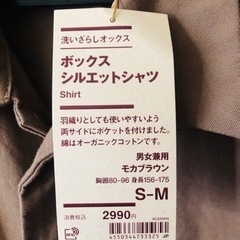 洗いざらしオックス
ボックス
シルエットシャツ
Shirt
羽織りとしても使いやすいよう
両サイドにポケットを付けました。
綿はオーガニックコットンです。
男女兼用
モカブラウン
胸囲80-96 身長156-175
S-M
消費税込 2990円
4550344733325 JP